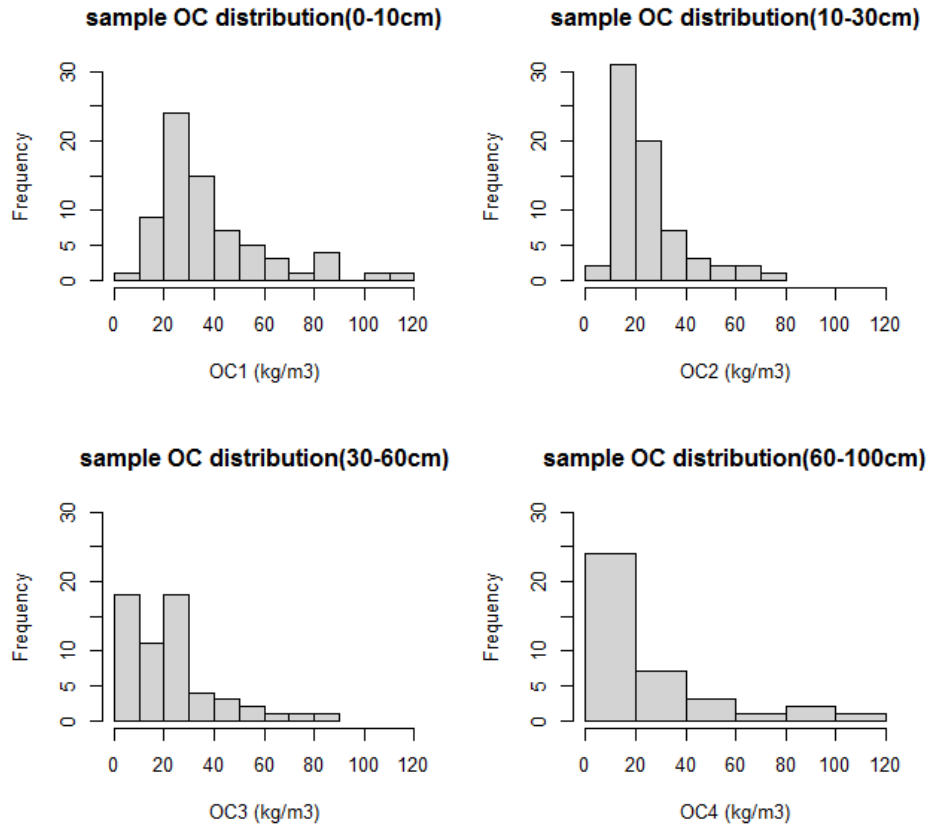 sample OC distribution(0-10cm)
Frequency
0 5 10 20 30
0 20 40 60 80 100 120
OC1 (kg/m3)
sample OC distribution(10-30cm)
Frequency
0 5 10 20 30
0 20 40 60 80 100 120
OC2 (kg/m3)
sample OC distribution(30-60cm)
Frequency
0 5 10 20 30
0 20 40 60 80 100 120
OC3 (kg/m3)
sample OC distribution(60-100cm)
Frequency
0 5 10 20 30
0 20 40 60 80 100 120
OC4 (kg/m3)